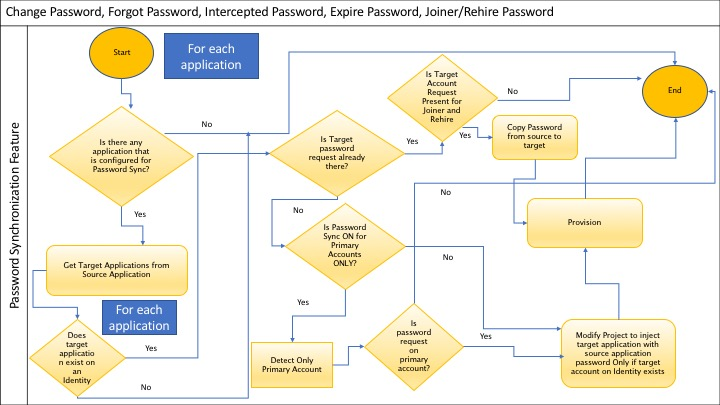 Change Password, Forgot Password, Intercepted Password, Expire Password, Joiner/Rehire Password
Password Synchronization Feature
Start
For each
application
Is Target
Account
Request
Present for
Joiner and
Rehire
No
End
Is there any
application that
is configured for
Password Sync?
No
Is Target
password
request already
there?
Yes
Yes
Copy Password
from source to
target
No
Yes
No
Provision
Get Target Applications from
Source Application
Is Password
Sync ON for
Primary
Accounts
ONLY?
No
For each
application
Yes
Does
target
applicatio
n exist on
an
Identity
Yes
No
Detect Only
Primary Account
Is
password
request
on
primary
account?
Yes
Modify Project to inject
target application with
source application
password Only if target
account on Identity exists